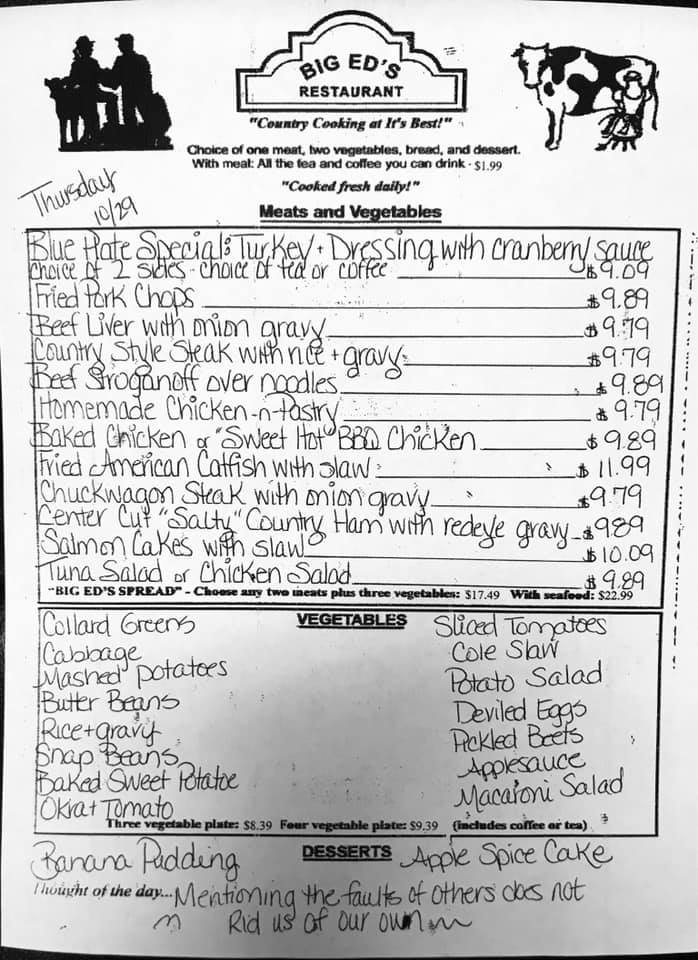 BIG ED'S
RESTAURANT
"Country Cooking at It's Best!"
Choice of one meat, two vegetables, bread, and dessert.
With meal: All the tea and coffee you can drink - $1.99
"Cooked fresh daily!"
Thursday
10/29
Meats and Vegetables
Blue Plate Special: Turkey + Dressing with cranberry sauce
choice of 2 sides - choice of tea or coffee $9.09
Fried Pork Chops $9.89
Beef Liver with onion gravy $9.79
Country Style Steak with rice + gravy $9.79
Beef Stroganoff over noodles $9.89
Homemade Chicken-n-Pastry $9.79
Baked Chicken or "Sweet Hot" BBQ Chicken $9.89
Fried American Catfish with slaw $11.99
Chuckwagon Steak with onion gravy $9.79
Center Cut "Salty" Country Ham with redeye gravy $9.89
Salmon Cakes with slaw $10.09
Tuna Salad or Chicken Salad $9.89
"BIG ED'S SPREAD" - Choose any two meats plus three vegetables: $17.49 With seafood: $22.99
VEGETABLES
Collard Greens
Cabbage
Mashed potatoes
Butter Beans
Rice + gravy
Snap Beans
Baked Sweet Potatoe
Okra + Tomato
Sliced Tomatoes
Cole Slaw
Potato Salad
Deviled Eggs
Pickled Beets
Applesauce
Macaroni Salad
Three vegetable plate: $8.39 Four vegetable plate: $9.39 (includes coffee or tea)
DESSERTS
Banana Pudding
Apple Spice Cake
Thought of the day... Mentioning the faults of others does not
Rid us of our own